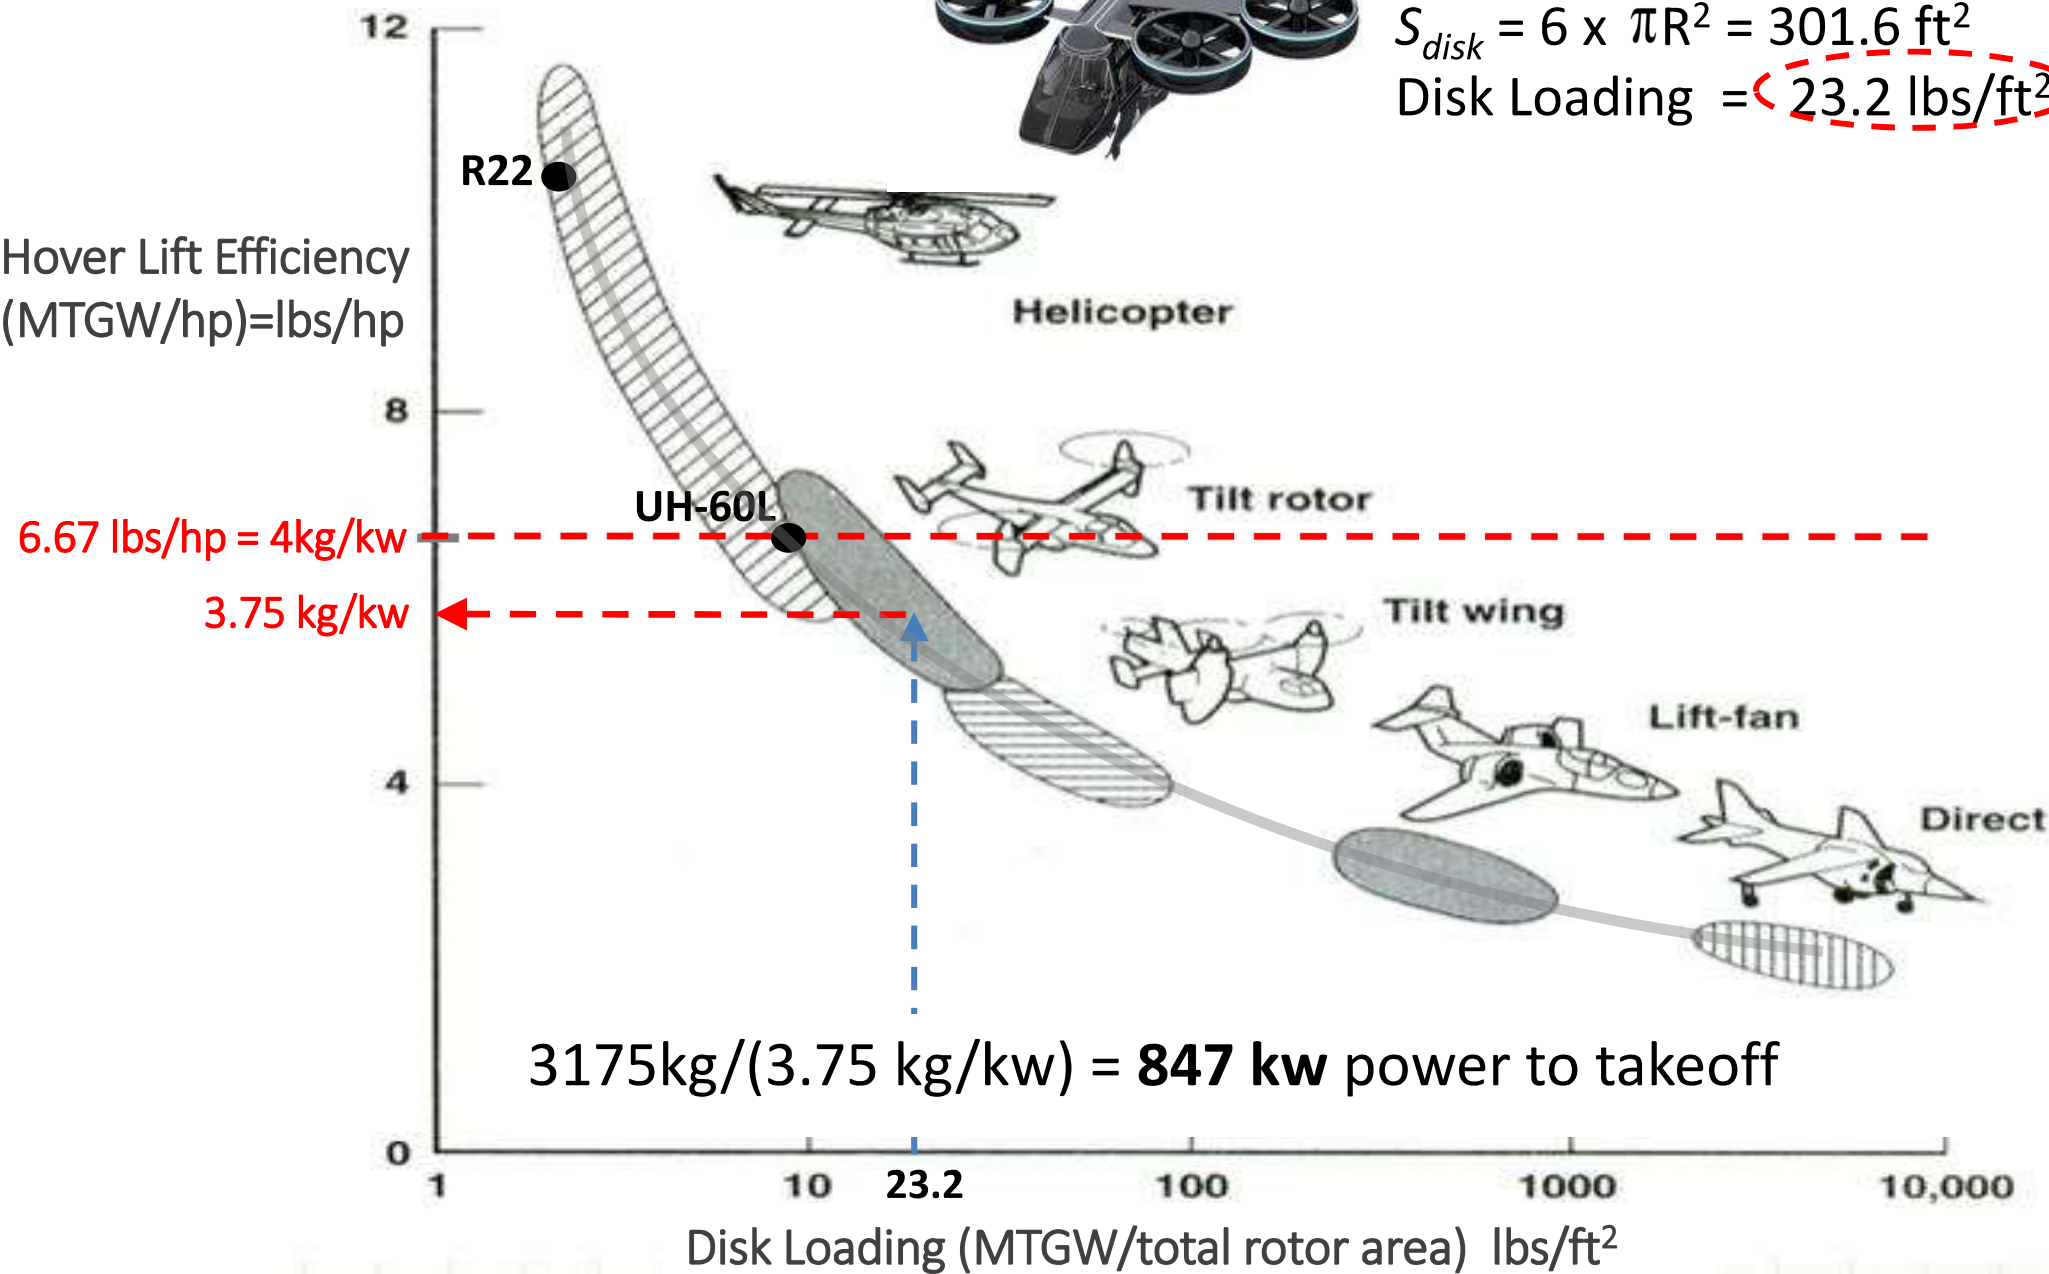 12
S_disk = 6 x πR² = 301.6 ft²
Disk Loading = 23.2 lbs/ft²
R22
Hover Lift Efficiency
(MTGW/hp)=lbs/hp
Helicopter
8
UH-60L
Tilt rotor
6.67 lbs/hp = 4kg/kw
3.75 kg/kw
Tilt wing
Lift-fan
4
Direct
3175kg/(3.75 kg/kw) = 847 kw power to takeoff
0
1
10
23.2
100
1000
10,000
Disk Loading (MTGW/total rotor area) lbs/ft²